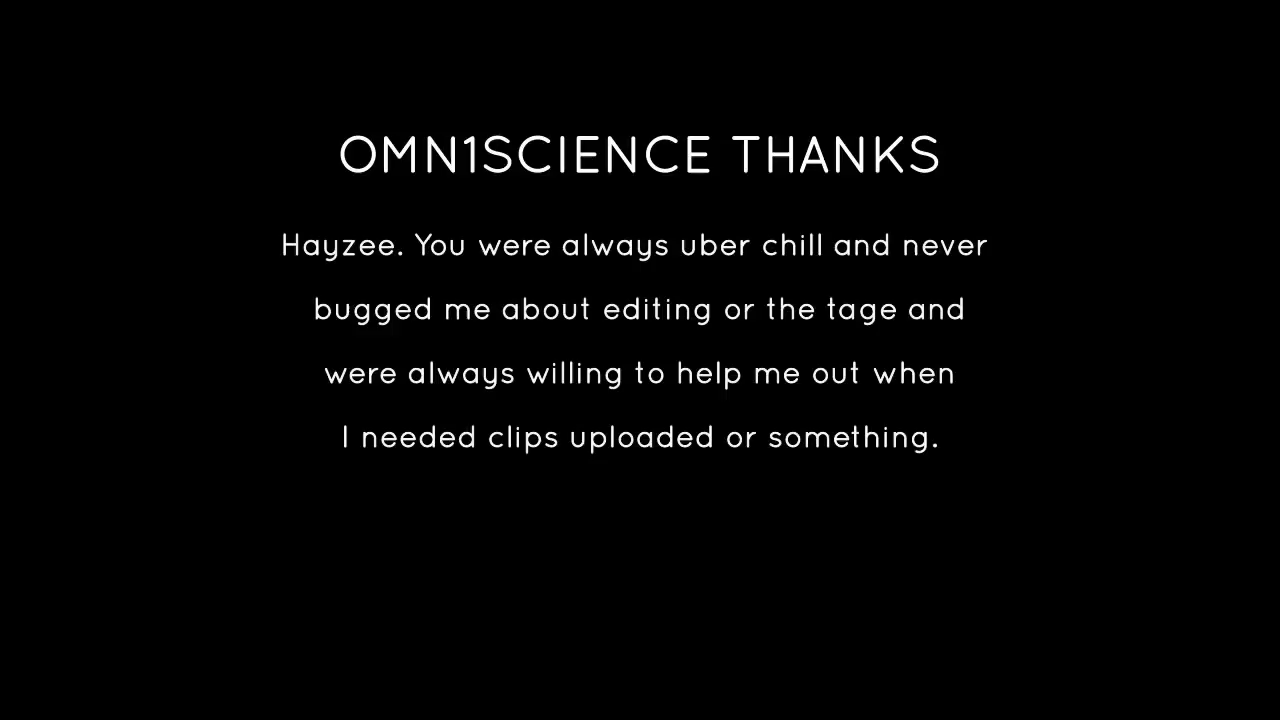 OMN1SCIENCE THANKS
Hayzee. You were always uber chill and never
bugged me about editing or the tage and
were always willing to help me out when
I needed clips uploaded or something.